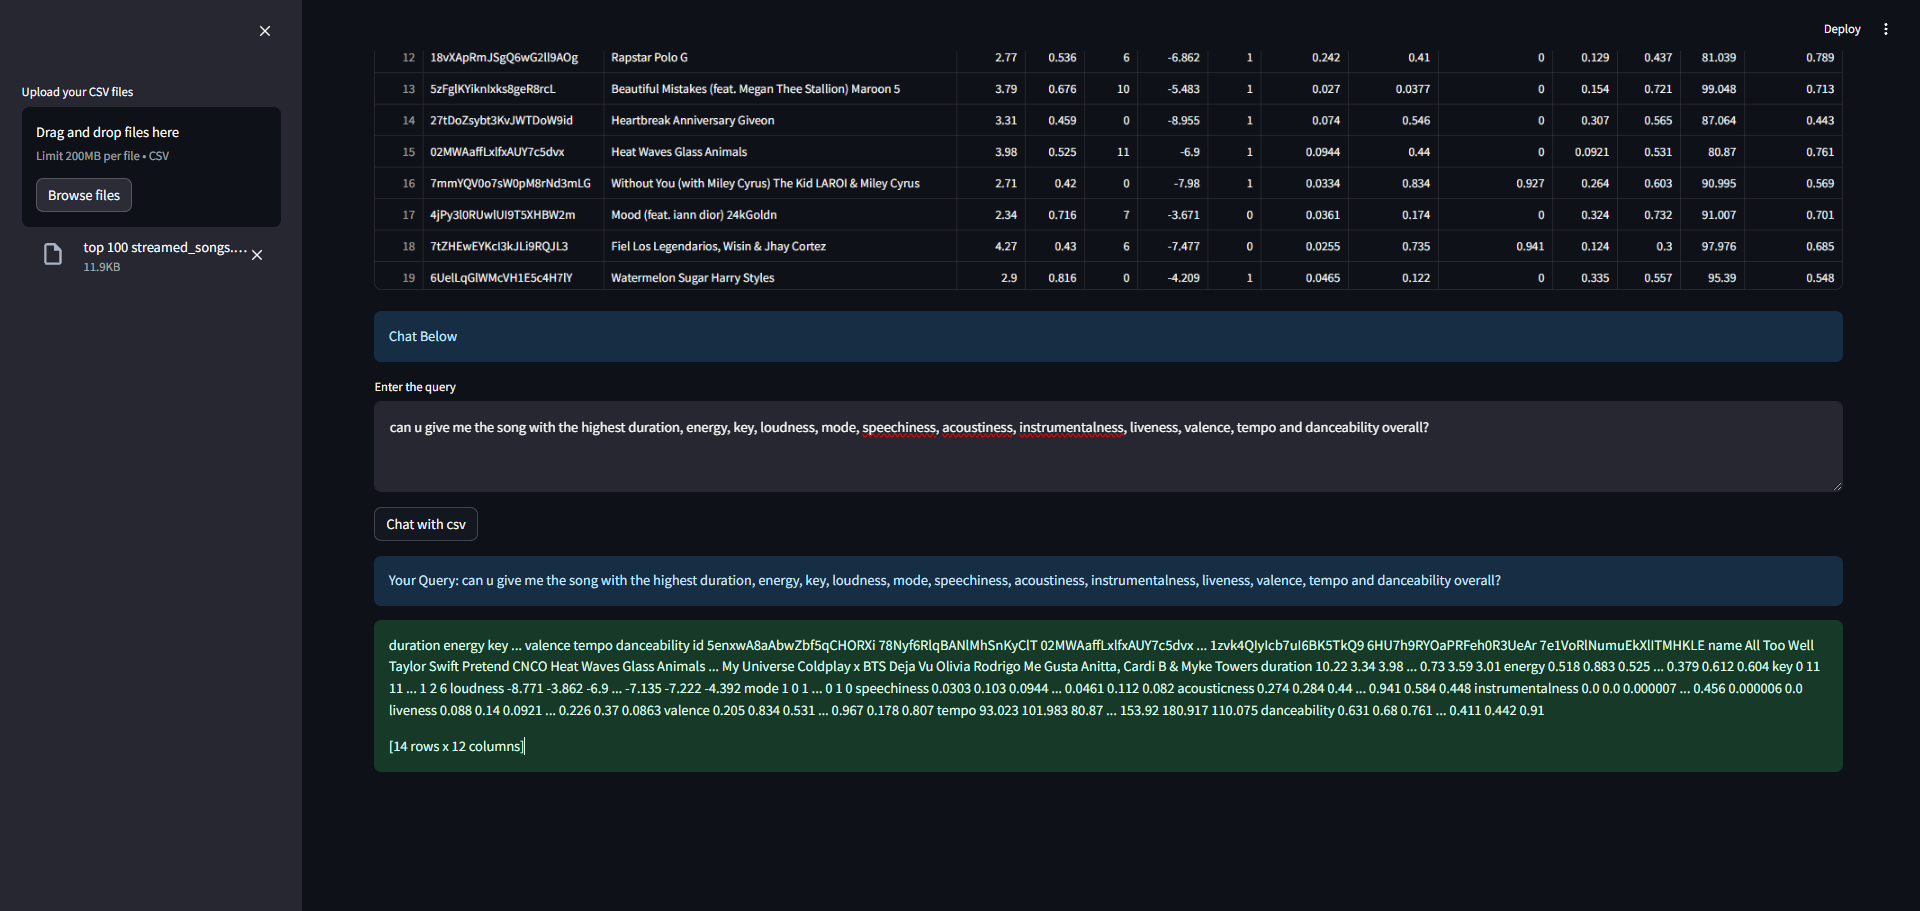 Deploy
Upload your CSV files
Drag and drop files here
Limit 200MB per file • CSV
Browse files
top 100 streamed_songs....
11.9KB
12 18vXApRmJSgQ6wG2ll9AOg Rapstar Polo G 2.77 0.536 6 -6.862 1 0.242 0.41 0 0.129 0.437 81.039 0.789
13 5zFglKYiknIxks8geR8rcL Beautiful Mistakes (feat. Megan Thee Stallion) Maroon 5 3.79 0.676 10 -5.483 1 0.027 0.0377 0 0.154 0.721 99.048 0.713
14 27tDoZsybt3KvJWTDoW9id Heartbreak Anniversary Giveon 3.31 0.459 0 -8.955 1 0.074 0.546 0 0.307 0.565 87.064 0.443
15 02MWAaffLxlfxAUY7c5dvx Heat Waves Glass Animals 3.98 0.525 11 -6.9 1 0.0944 0.44 0 0.0921 0.531 80.87 0.761
16 7mmYQV0o7sW0pM8rNd3mLG Without You (with Miley Cyrus) The Kid LAROI & Miley Cyrus 2.71 0.42 0 -7.98 1 0.0334 0.834 0.927 0.264 0.603 90.995 0.569
17 4jPy3l0RUwlUI9T5XHBW2m Mood (feat. iann dior) 24kGoldn 2.34 0.716 7 -3.671 0 0.0361 0.174 0 0.324 0.732 91.007 0.701
18 7tZHEwEYKcI3kJLi9RQJL3 Fiel Los Legendarios, Wisin & Jhay Cortez 4.27 0.43 6 -7.477 0 0.0255 0.735 0.941 0.124 0.3 97.976 0.685
19 6UelLqGlWMcVH1E5c4H7lY Watermelon Sugar Harry Styles 2.9 0.816 0 -4.209 1 0.0465 0.122 0 0.335 0.557 95.39 0.548
Chat Below
Enter the query
can u give me the song with the highest duration, energy, key, loudness, mode, speechiness, acoustiness, instrumentalness, liveness, valence, tempo and danceability overall?
Chat with csv
Your Query: can u give me the song with the highest duration, energy, key, loudness, mode, speechiness, acoustiness, instrumentalness, liveness, valence, tempo and danceability overall?
duration energy key ... valence tempo danceability id 5enxwA8aAbwZbf5qCHORXi 78Nyf6RlqBANlMhSnKyClT 02MWAaffLxlfxAUY7c5dvx ... 1zvk4QIyIcb7uI6BK5TkQ9 6HU7h9RYOaPRFeh0R3UeAr 7e1VoRlNumuEkXlITMHKLE name All Too Well
Taylor Swift Pretend CNCO Heat Waves Glass Animals ... My Universe Coldplay x BTS Deja Vu Olivia Rodrigo Me Gusta Anitta, Cardi B & Myke Towers duration 10.22 3.34 3.98 ... 0.73 3.59 3.01 energy 0.518 0.883 0.525 ... 0.379 0.612 0.604 key 0 11
11 ... 1 2 6 loudness -8.771 -3.862 -6.9 ... -7.135 -7.222 -4.392 mode 1 0 1 ... 0 1 0 speechiness 0.0303 0.103 0.0944 ... 0.0461 0.112 0.082 acousticness 0.274 0.284 0.44 ... 0.941 0.584 0.448 instrumentalness 0.0 0.0 0.000007 ... 0.456 0.000006 0.0
liveness 0.088 0.14 0.0921 ... 0.226 0.37 0.0863 valence 0.205 0.834 0.531 ... 0.967 0.178 0.807 tempo 93.023 101.983 80.87 ... 153.92 180.917 110.075 danceability 0.631 0.68 0.761 ... 0.411 0.442 0.91
[14 rows x 12 columns]